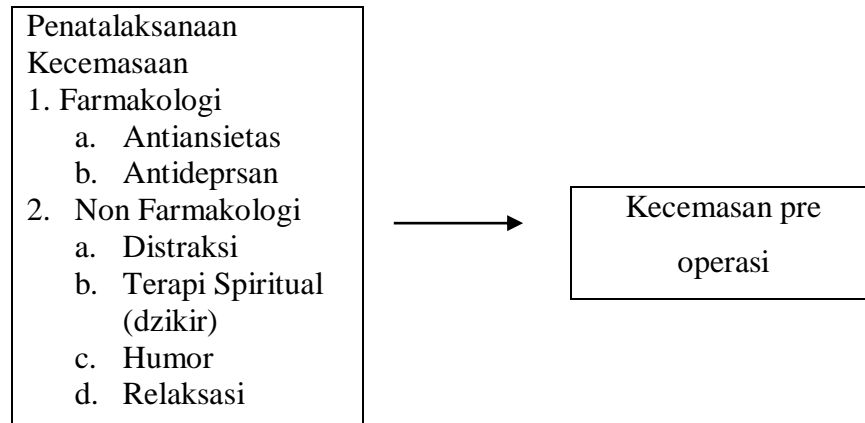 Penatalaksanaan
Kecemasaan
1. Farmakologi
a. Antiansietas
b. Antideprsan
2. Non Farmakologi
a. Distraksi
b. Terapi Spiritual
(dzikir)
c. Humor
d. Relaksasi
Kecemasan pre
operasi